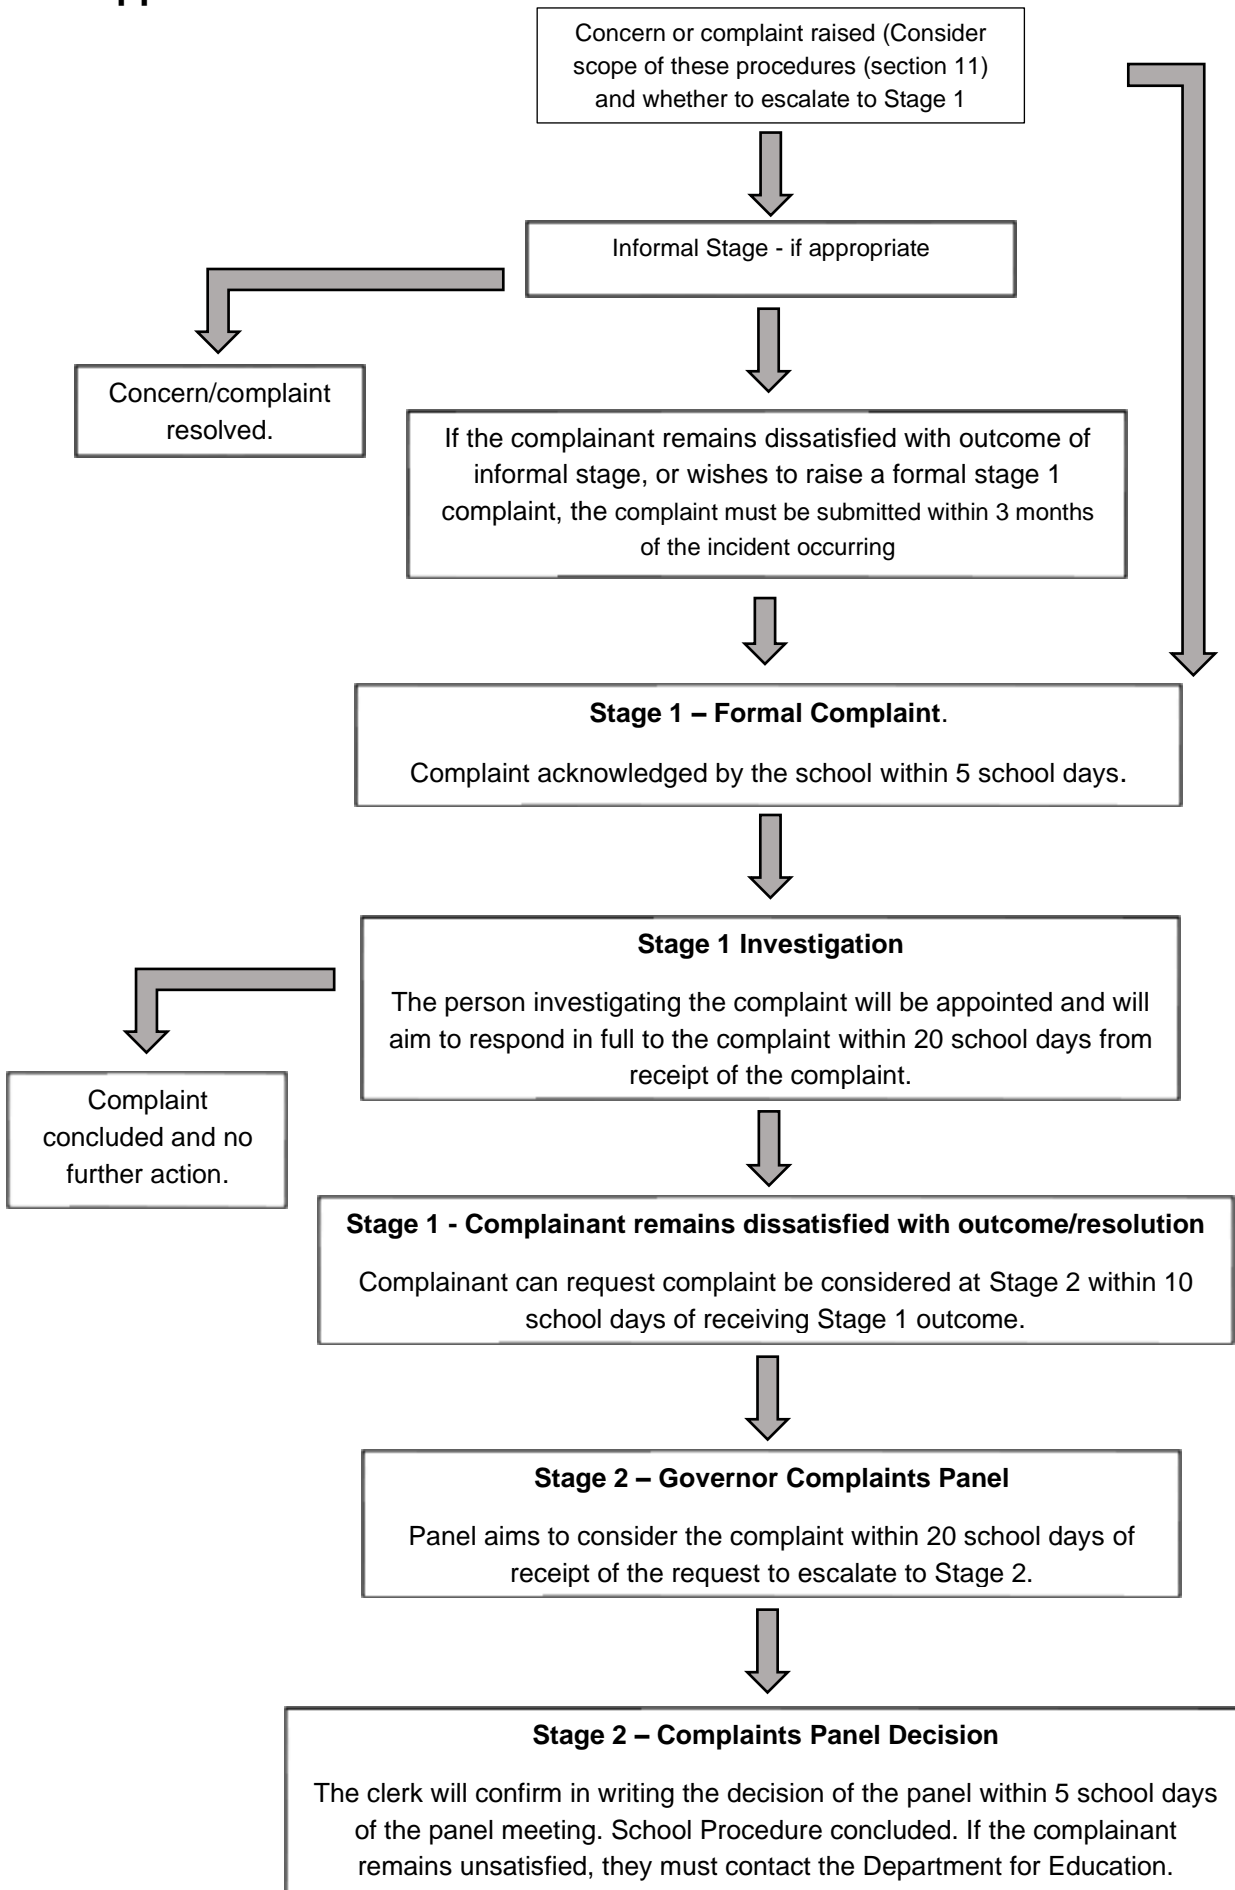 Concern or complaint raised (Consider
scope of these procedures (section 11)
and whether to escalate to Stage 1
Informal Stage - if appropriate
Concern/complaint
resolved.
If the complainant remains dissatisfied with outcome of
informal stage, or wishes to raise a formal stage 1
complaint, the complaint must be submitted within 3 months
of the incident occurring
Stage 1 – Formal Complaint.
Complaint acknowledged by the school within 5 school days.
Stage 1 Investigation
The person investigating the complaint will be appointed and will
aim to respond in full to the complaint within 20 school days from
receipt of the complaint.
Complaint
concluded and no
further action.
Stage 1 - Complainant remains dissatisfied with outcome/resolution
Complainant can request complaint be considered at Stage 2 within 10
school days of receiving Stage 1 outcome.
Stage 2 – Governor Complaints Panel
Panel aims to consider the complaint within 20 school days of
receipt of the request to escalate to Stage 2.
Stage 2 – Complaints Panel Decision
The clerk will confirm in writing the decision of the panel within 5 school days
of the panel meeting. School Procedure concluded. If the complainant
remains unsatisfied, they must contact the Department for Education.